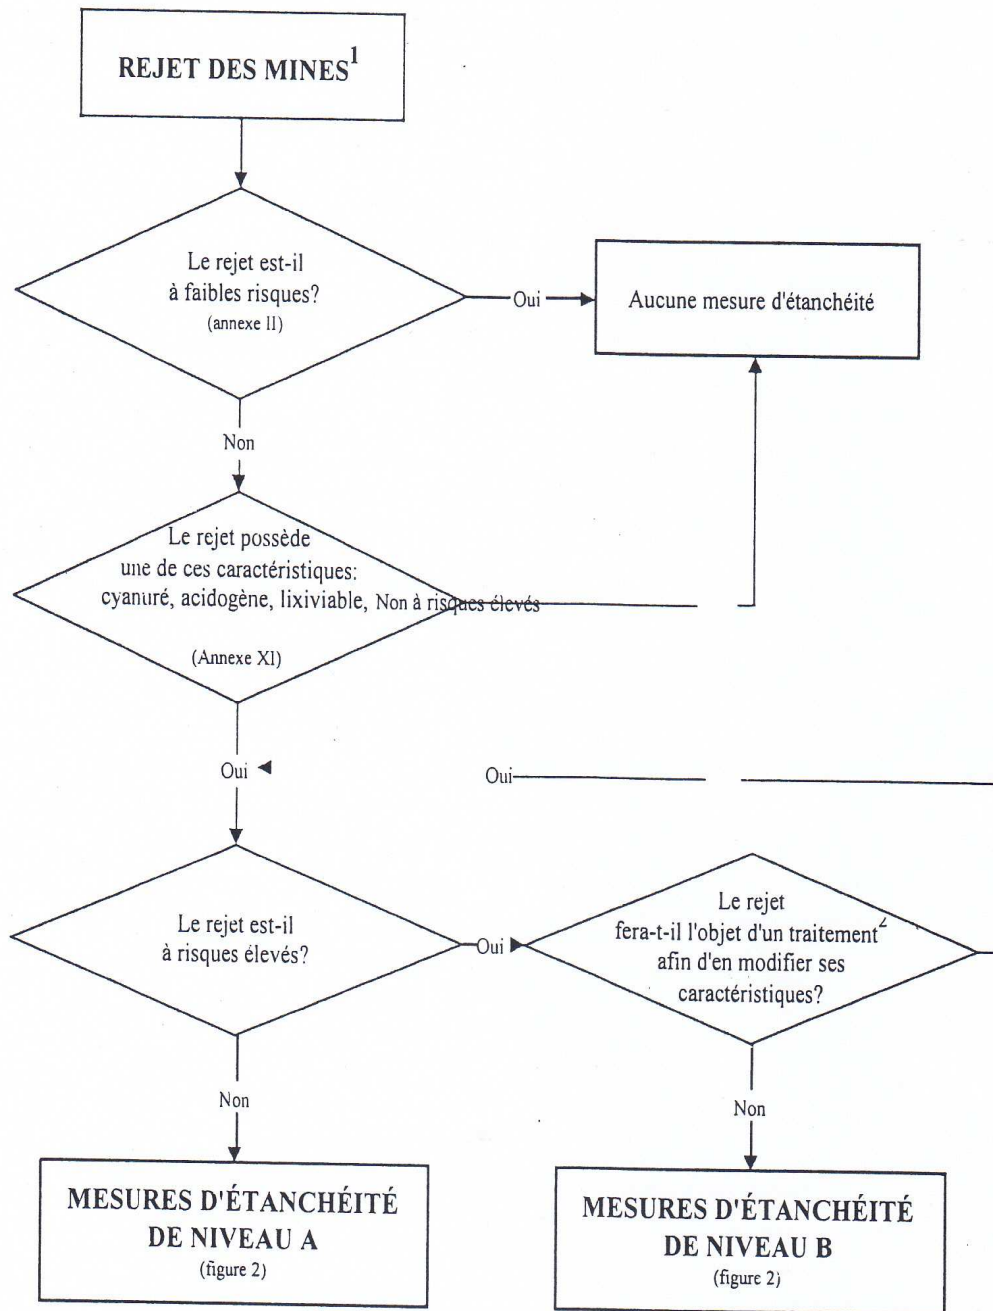 REJET DES MINES1
Le rejet est-il
à faibles risques?
(annexe II)
Oui
Aucune mesure d'étanchéité
Non
Le rejet possède
une de ces caractéristiques:
cyanuré, acidogène, lixiviable, Non à risques élevés
(Annexe XI)
Oui
Oui
Le rejet est-il
à risques élevés?
Oui
Le rejet
fera-t-il l'objet d'un traitement2
afin d'en modifier ses
caractéristiques?
Non
Non
MESURES D'ÉTANCHÉITÉ
DE NIVEAU A
(figure 2)
MESURES D'ÉTANCHÉITÉ
DE NIVEAU B
(figure 2)